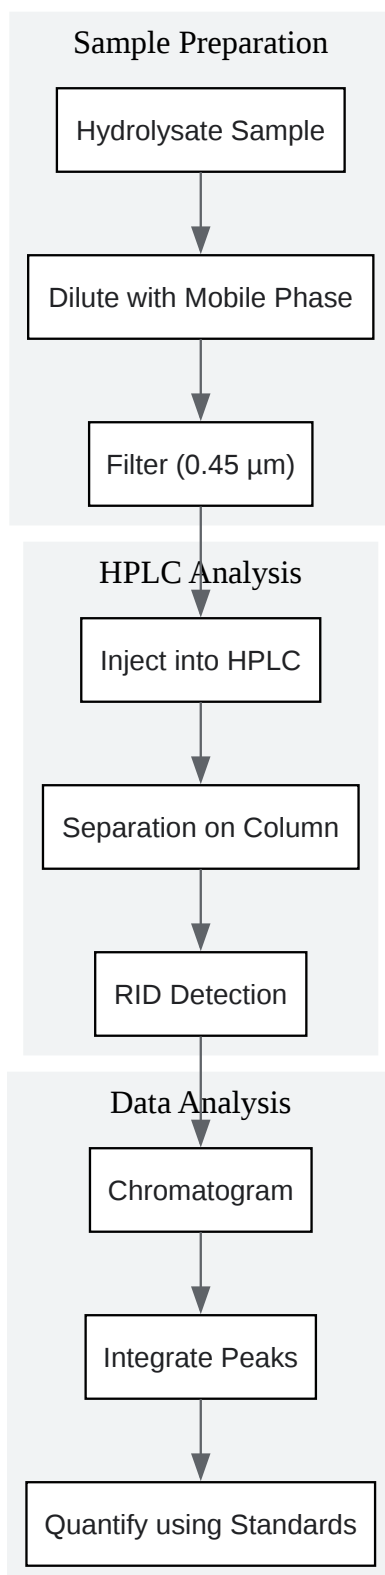 Sample Preparation
Hydrolysate Sample
Dilute with Mobile Phase
Filter (0.45 µm)
HPLC Analysis
Inject into HPLC
Separation on Column
RID Detection
Data Analysis
Chromatogram
Integrate Peaks
Quantify using Standards